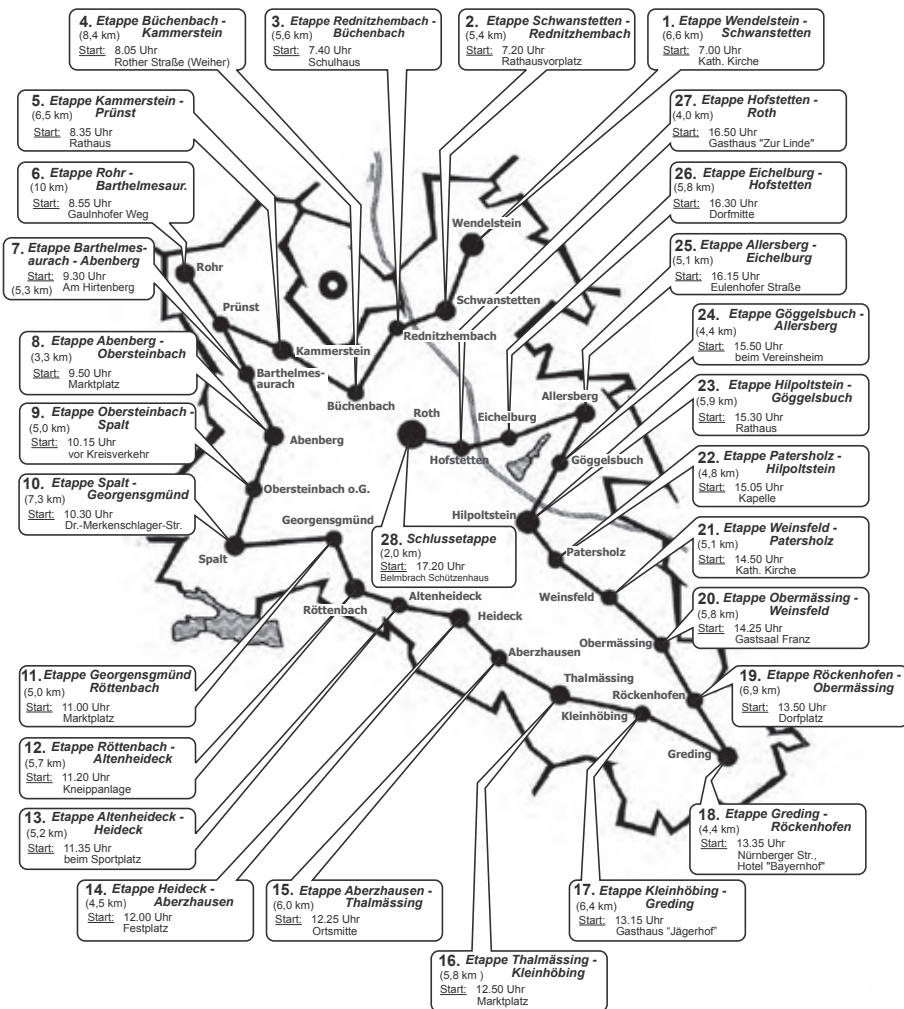 4. Etappe Büchenbach -
(8,4 km) Kammerstein
Start: 8.05 Uhr
Rother Straße (Weiher)
3. Etappe Rednitzhembach -
(5,6 km) Büchenbach
Start: 7.40 Uhr
Schulhaus
2. Etappe Schwanstetten -
(5,4 km) Rednitzhembach
Start: 7.20 Uhr
Rathausvorplatz
1. Etappe Wendelstein -
(6,6 km) Schwanstetten
Start: 7.00 Uhr
Kath. Kirche
5. Etappe Kammerstein -
(6,5 km) Prünst
Start: 8.35 Uhr
Rathaus
27. Etappe Hofstetten -
(4,0 km) Roth
Start: 16.50 Uhr
Gasthaus "Zur Linde"
6. Etappe Rohr -
(10 km) Barthelmesaur.
Start: 8.55 Uhr
Gaulnhofer Weg
26. Etappe Eichelburg -
(5,8 km) Hofstetten
Start: 16.30 Uhr
Dorfmitte
7. Etappe Barthelmes-
aurach - Abenberg
Start: 9.30 Uhr
(5,3 km) Am Hirtenberg
25. Etappe Allersberg -
(5,1 km) Eichelburg
Start: 16.15 Uhr
Eulenhofer Straße
8. Etappe Abenberg -
(3,3 km) Obersteinbach
Start: 9.50 Uhr
Marktplatz
24. Etappe Göggelsbuch -
(4,4 km) Allersberg
Start: 15.50 Uhr
beim Vereinsheim
9. Etappe Obersteinbach -
(5,0 km) Spalt
Start: 10.15 Uhr
vor Kreisverkehr
23. Etappe Hilpoltstein -
(5,9 km) Göggelsbuch
Start: 15.30 Uhr
Rathaus
10. Etappe Spalt -
(7,3 km) Georgensgmünd
Start: 10.30 Uhr
Dr.-Merkenschlager-Str.
22. Etappe Patersholz -
(4,8 km) Hilpoltstein
Start: 15.05 Uhr
Kapelle
21. Etappe Weinsfeld -
(5,1 km) Patersholz
Start: 14.50 Uhr
Kath. Kirche
28. Schlussetappe
(2,0 km)
Start: 17.20 Uhr
Belmbrach Schützenhaus
20. Etappe Obermässing -
(5,8 km) Weinsfeld
Start: 14.25 Uhr
Gastsaal Franz
11. Etappe Georgensgmünd
(5,0 km) Röttenbach
Start: 11.00 Uhr
Marktplatz
19. Etappe Röckenhofen -
(6,9 km) Obermässing
Start: 13.50 Uhr
Dorfplatz
12. Etappe Röttenbach -
(5,7 km) Altenheideck
Start: 11.20 Uhr
Kneippanlage
13. Etappe Altenheideck -
(5,2 km) Heideck
Start: 11.35 Uhr
beim Sportplatz
18. Etappe Greding -
(4,4 km) Röckenhofen
Start: 13.35 Uhr
Nürnberger Str.,
Hotel "Bayernhof"
14. Etappe Heideck -
(4,5 km) Aberzhausen
Start: 12.00 Uhr
Festplatz
15. Etappe Aberzhausen -
(6,0 km) Thalmässing
Start: 12.25 Uhr
Ortsmitte
17. Etappe Kleinhöbing -
(6,4 km) Greding
Start: 13.15 Uhr
Gasthaus "Jägerhof"
16. Etappe Thalmässing -
(5,8 km ) Kleinhöbing
Start: 12.50 Uhr
Marktplatz
Wendelstein
Rohr
Schwanstetten
Prünst
Rednitzhembach
Kammerstein
Barthelmes-
aurach
Büchenbach
Allersberg
Roth
Eichelburg
Abenberg
Hofstetten
Göggelsbuch
Obersteinbach o.G.
Georgensgmünd
Hilpoltstein
Spalt
Patersholz
Röttenbach
Altenheideck
Weinsfeld
Heideck
Obermässing
Aberzhausen
Thalmässing
Röckenhofen
Kleinhöbing
Greding